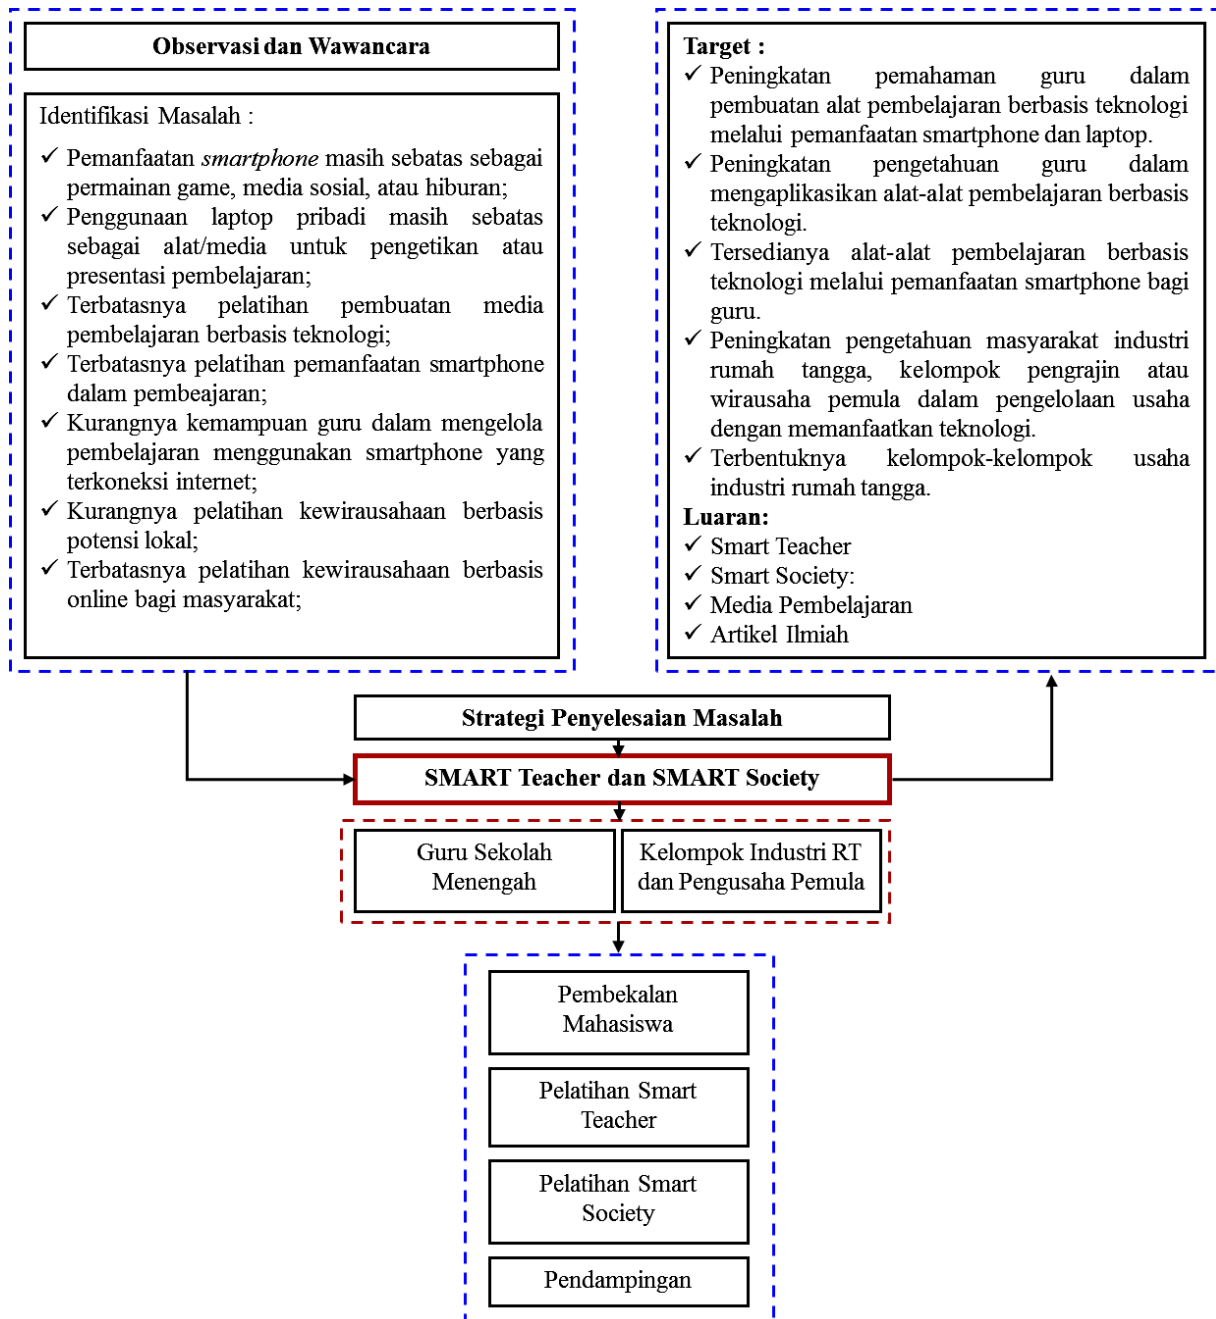 Observasi dan Wawancara
Identifikasi Masalah :
✓ Pemanfaatan smartphone masih sebatas sebagai
permainan game, media sosial, atau hiburan;
✓ Penggunaan laptop pribadi masih sebatas
sebagai alat/media untuk pengetikan atau
presentasi pembelajaran;
✓ Terbatasnya pelatihan pembuatan media
pembelajaran berbasis teknologi;
✓ Terbatasnya pelatihan pemanfaatan smartphone
dalam pembeajaran;
✓ Kurangnya kemampuan guru dalam mengelola
pembelajaran menggunakan smartphone yang
terkoneksi internet;
✓ Kurangnya pelatihan kewirausahaan berbasis
potensi lokal;
✓ Terbatasnya pelatihan kewirausahaan berbasis
online bagi masyarakat;
Target :
✓ Peningkatan pemahaman guru dalam
pembuatan alat pembelajaran berbasis teknologi
melalui pemanfaatan smartphone dan laptop.
✓ Peningkatan pengetahuan guru dalam
mengaplikasikan alat-alat pembelajaran berbasis
teknologi.
✓ Tersedianya alat-alat pembelajaran berbasis
teknologi melalui pemanfaatan smartphone bagi
guru.
✓ Peningkatan pengetahuan masyarakat industri
rumah tangga, kelompok pengrajin atau
wirausaha pemula dalam pengelolaan usaha
dengan memanfaatkan teknologi.
✓ Terbentuknya kelompok-kelompok usaha
industri rumah tangga.
Luaran:
✓ Smart Teacher
✓ Smart Society:
✓ Media Pembelajaran
✓ Artikel Ilmiah
Strategi Penyelesaian Masalah
SMART Teacher dan SMART Society
Guru Sekolah
Menengah
Kelompok Industri RT
dan Pengusaha Pemula
Pembekalan
Mahasiswa
Pelatihan Smart
Teacher
Pelatihan Smart
Society
Pendampingan